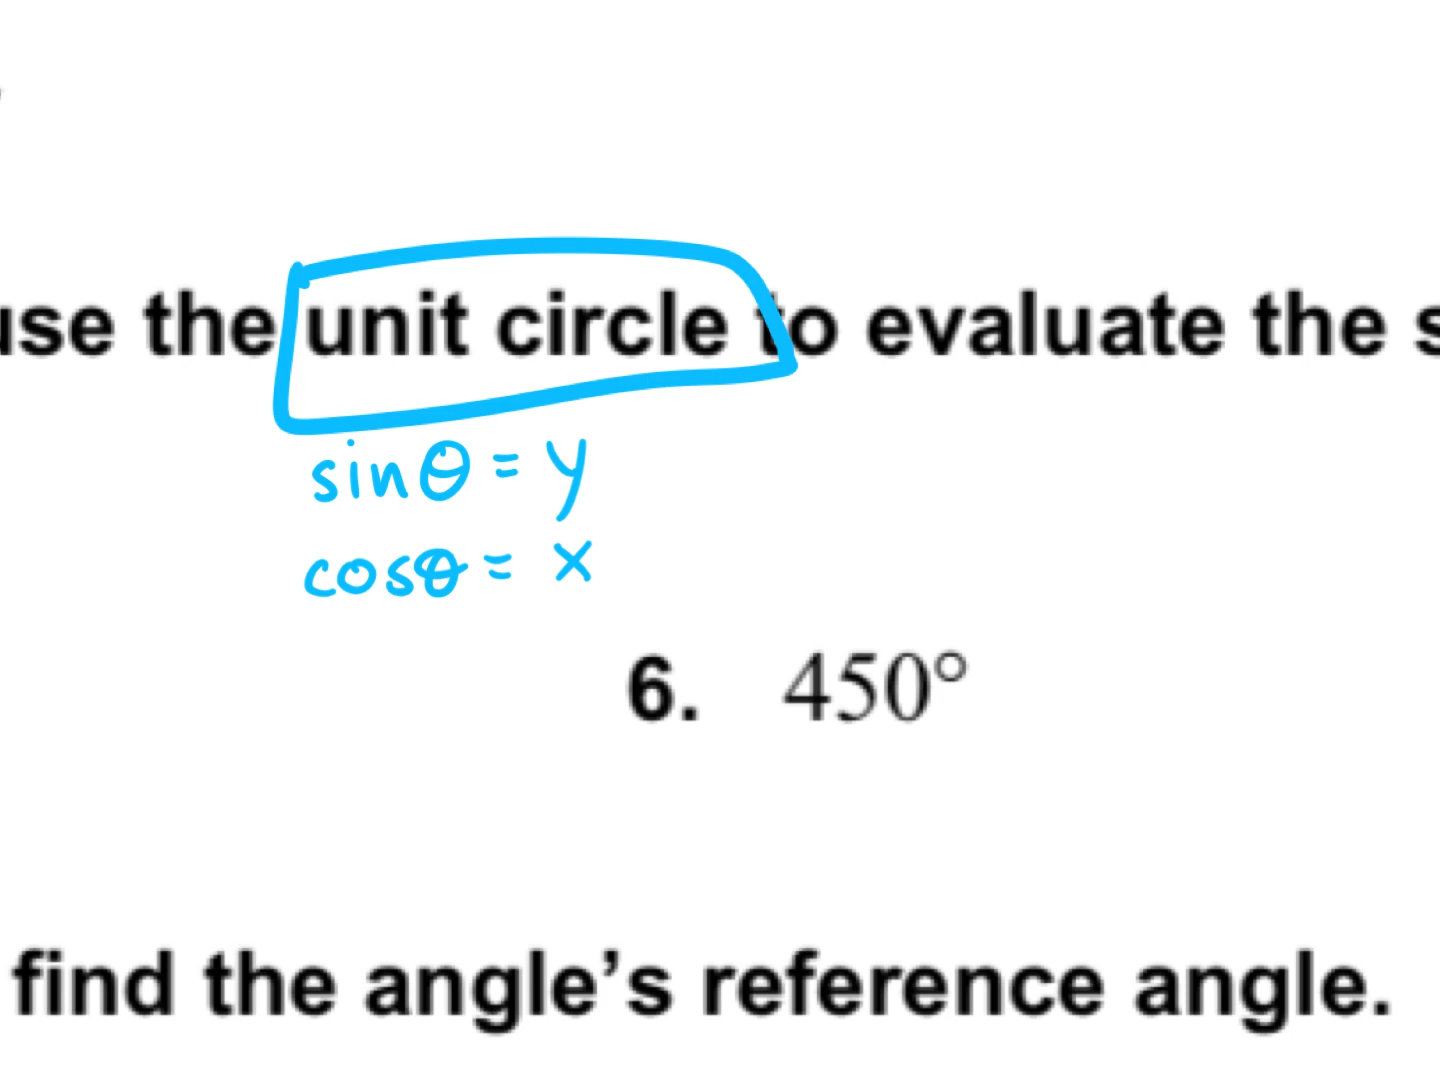 use the unit circle to evaluate the s
sinθ = y
cosθ = x
6. 450°
find the angle’s reference angle.